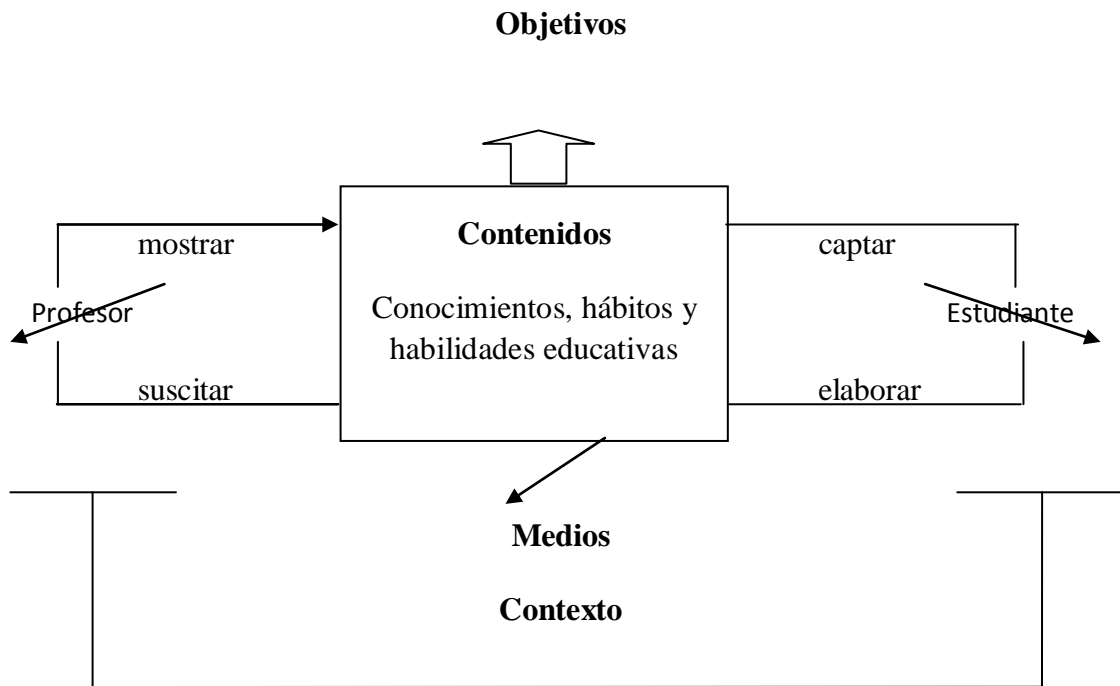 Objetivos
mostrar
Contenidos
captar
Profesor
Conocimientos, hábitos y
habilidades educativas
Estudiante
suscitar
elaborar
Medios
Contexto